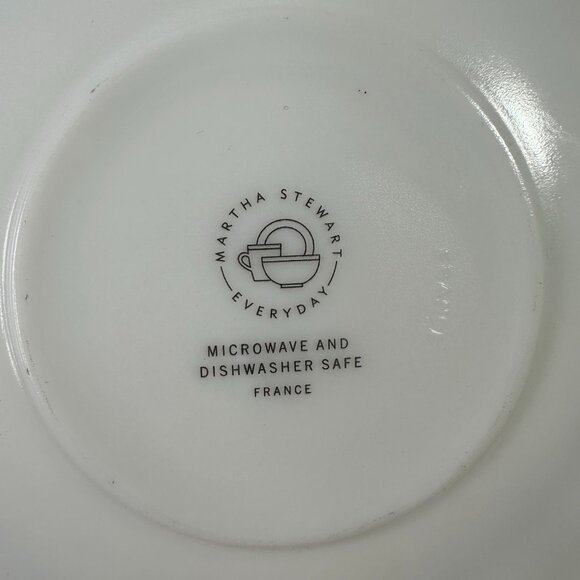 MARTHA STEWART
EVERYDAY
MICROWAVE AND
DISHWASHER SAFE
FRANCE